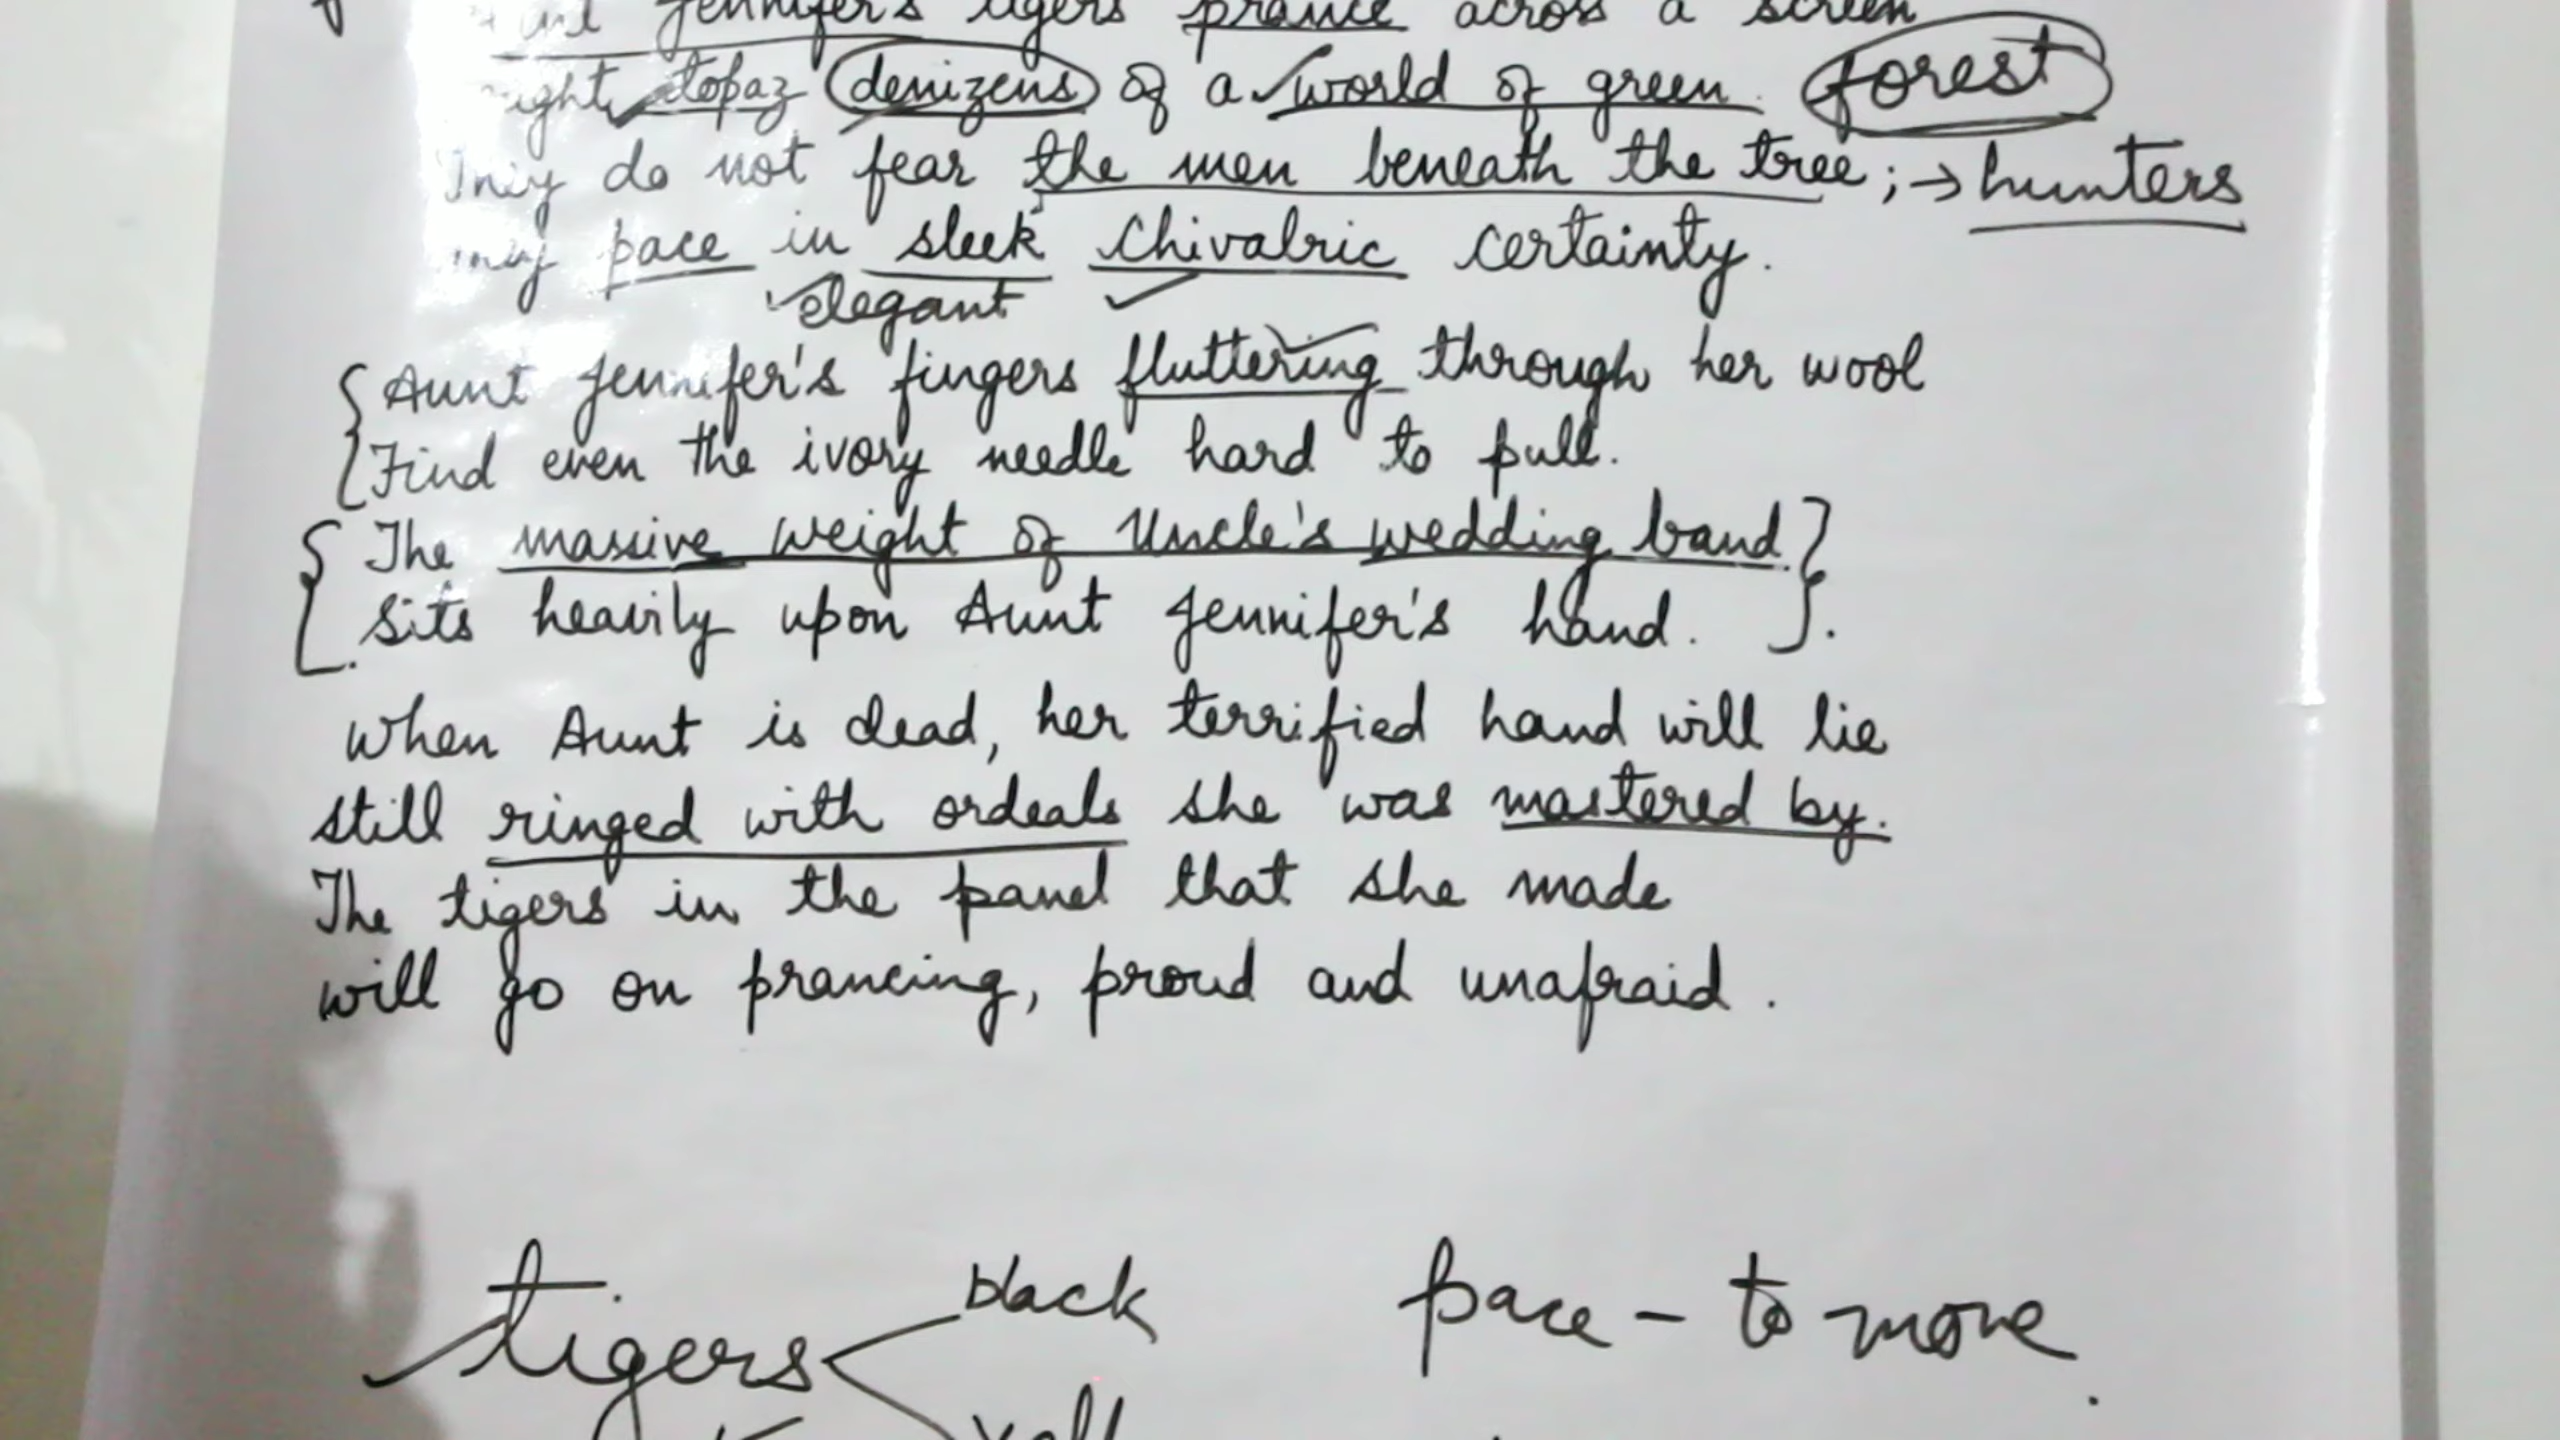 Jennifer's tigers prance across a screen
topaz denizens of a world of green. forest
They do not fear the men beneath the tree; → hunters
They pace in sleek chivalric certainty.
elegant
Aunt Jennifer's fingers fluttering through her wool
Find even the ivory needle hard to pull.
The massive weight of Uncle's wedding band
sits heavily upon Aunt Jennifer's hand.
When Aunt is dead, her terrified hand will lie
still ringed with ordeals she was mastered by.
The tigers in the panel that she made
will go on prancing, proud and unafraid.
black
tigers pace - to move